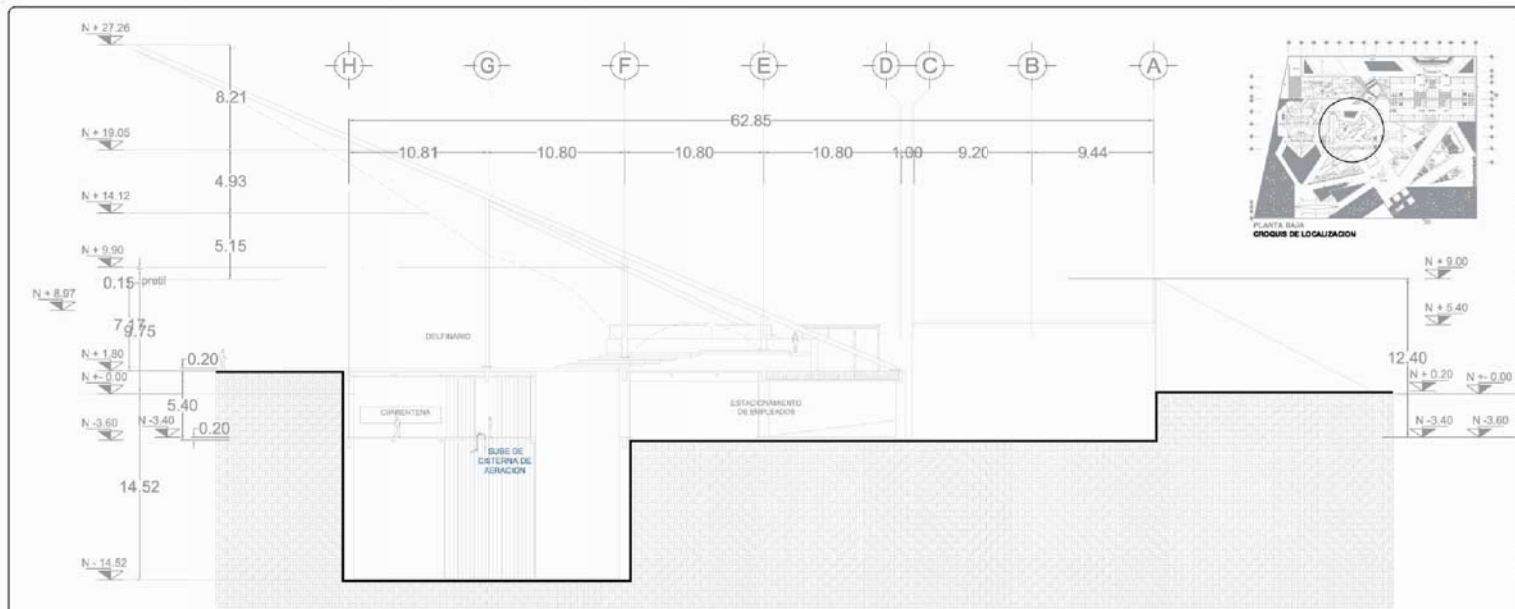 N + 27.26
H G F E D C B A
8.21
62.85
N + 19.05
10.81 10.80 10.80 10.80 1.00 9.20 9.44
4.93
N + 14.12
PLANTA BAJA
CROQUIS DE LOCALIZACION
5.15
N + 9.90
N + 9.00
0.15 profil
N + 8.97
N + 5.40
7.17
9.75
DELFINARIO
N + 1.80
0.20
12.40
N +- 0.00
N + 0.20
N +- 0.00
5.40
CUARENTENA
ESTACIONAMIENTO
DE EMPLEADOS
N -3.60
N -3.40
0.20
N -3.40
N -3.60
SUBE DE
CISTERNA DE
AERACION
14.52
N - 14.52